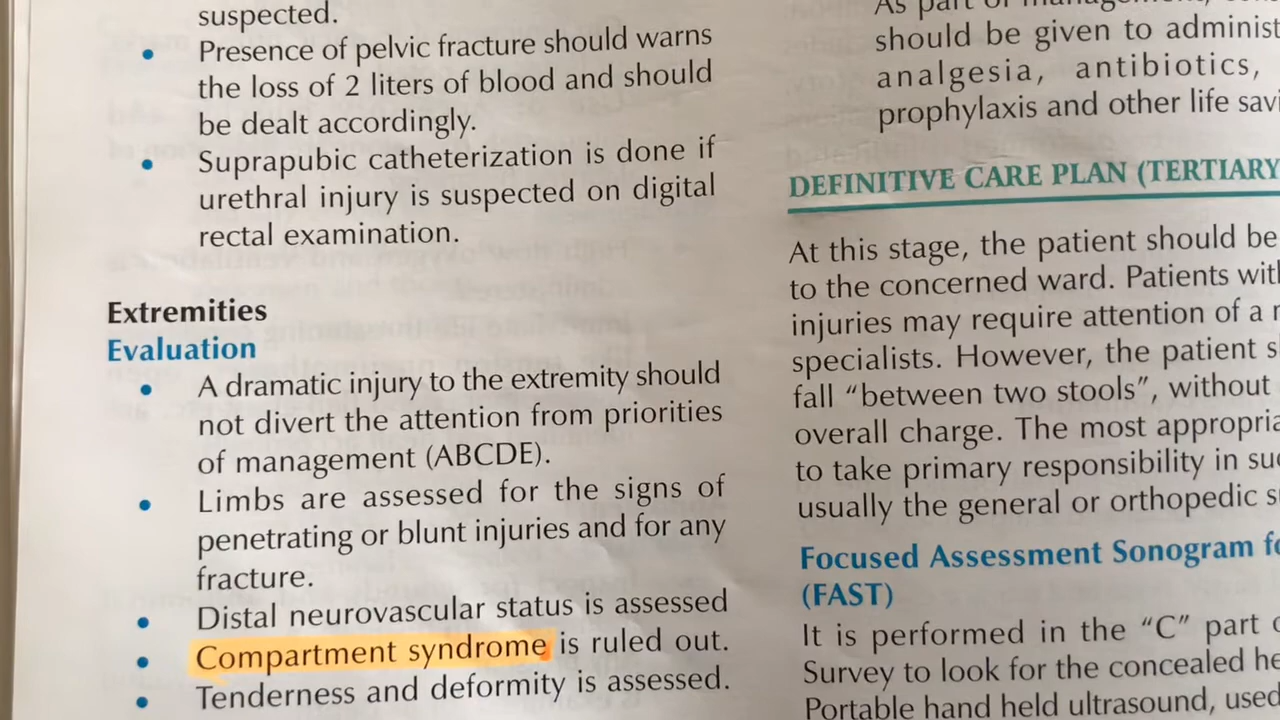 suspected.
• Presence of pelvic fracture should warns
the loss of 2 liters of blood and should
be dealt accordingly.
• Suprapubic catheterization is done if
urethral injury is suspected on digital
rectal examination.
Extremities
Evaluation
• A dramatic injury to the extremity should
not divert the attention from priorities
of management (ABCDE).
• Limbs are assessed for the signs of
penetrating or blunt injuries and for any
fracture.
• Distal neurovascular status is assessed
• Compartment syndrome is ruled out.
• Tenderness and deformity is assessed.
As part of management,
should be given to administ
analgesia, antibiotics,
prophylaxis and other life savi
DEFINITIVE CARE PLAN (TERTIARY
At this stage, the patient should be
to the concerned ward. Patients with
injuries may require attention of a
specialists. However, the patient s
fall “between two stools”, without
overall charge. The most appropria
to take primary responsibility in suc
usually the general or orthopedic s
Focused Assessment Sonogram fo
(FAST)
It is performed in the “C” part
Survey to look for the concealed he
Portable hand held ultrasound, used